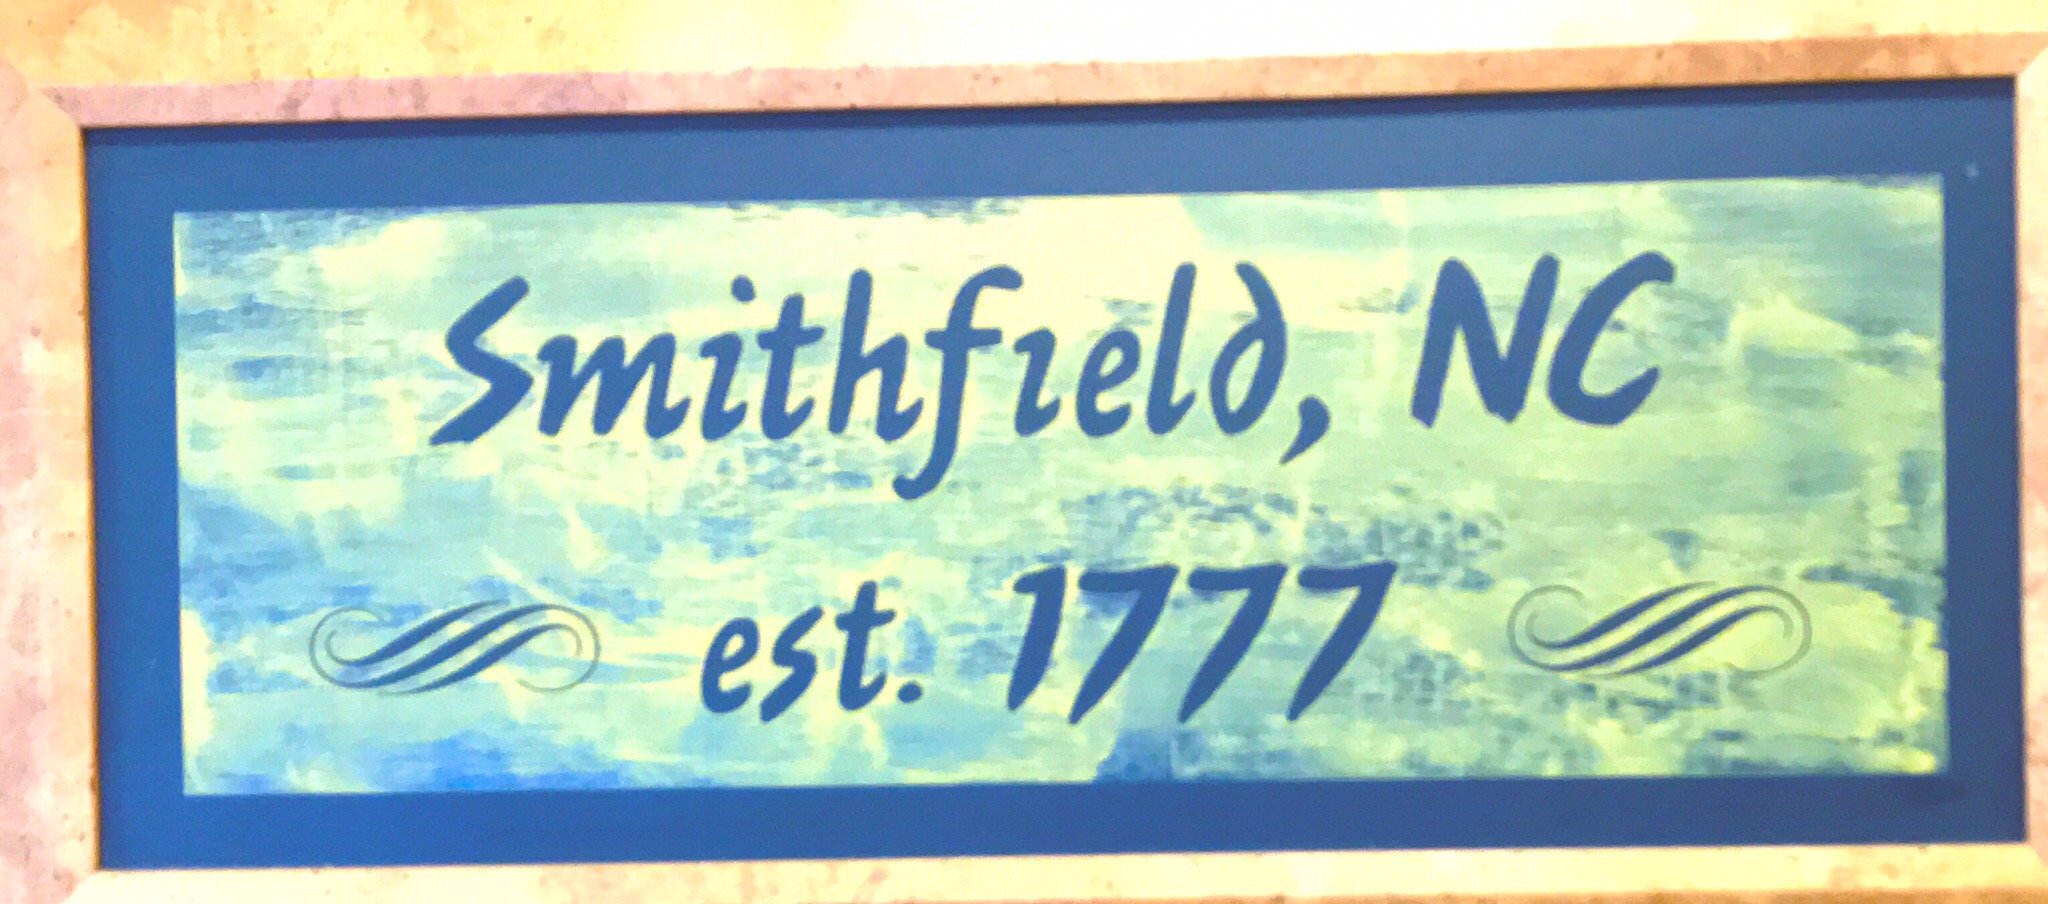 Smithfield, NC
est. 1777